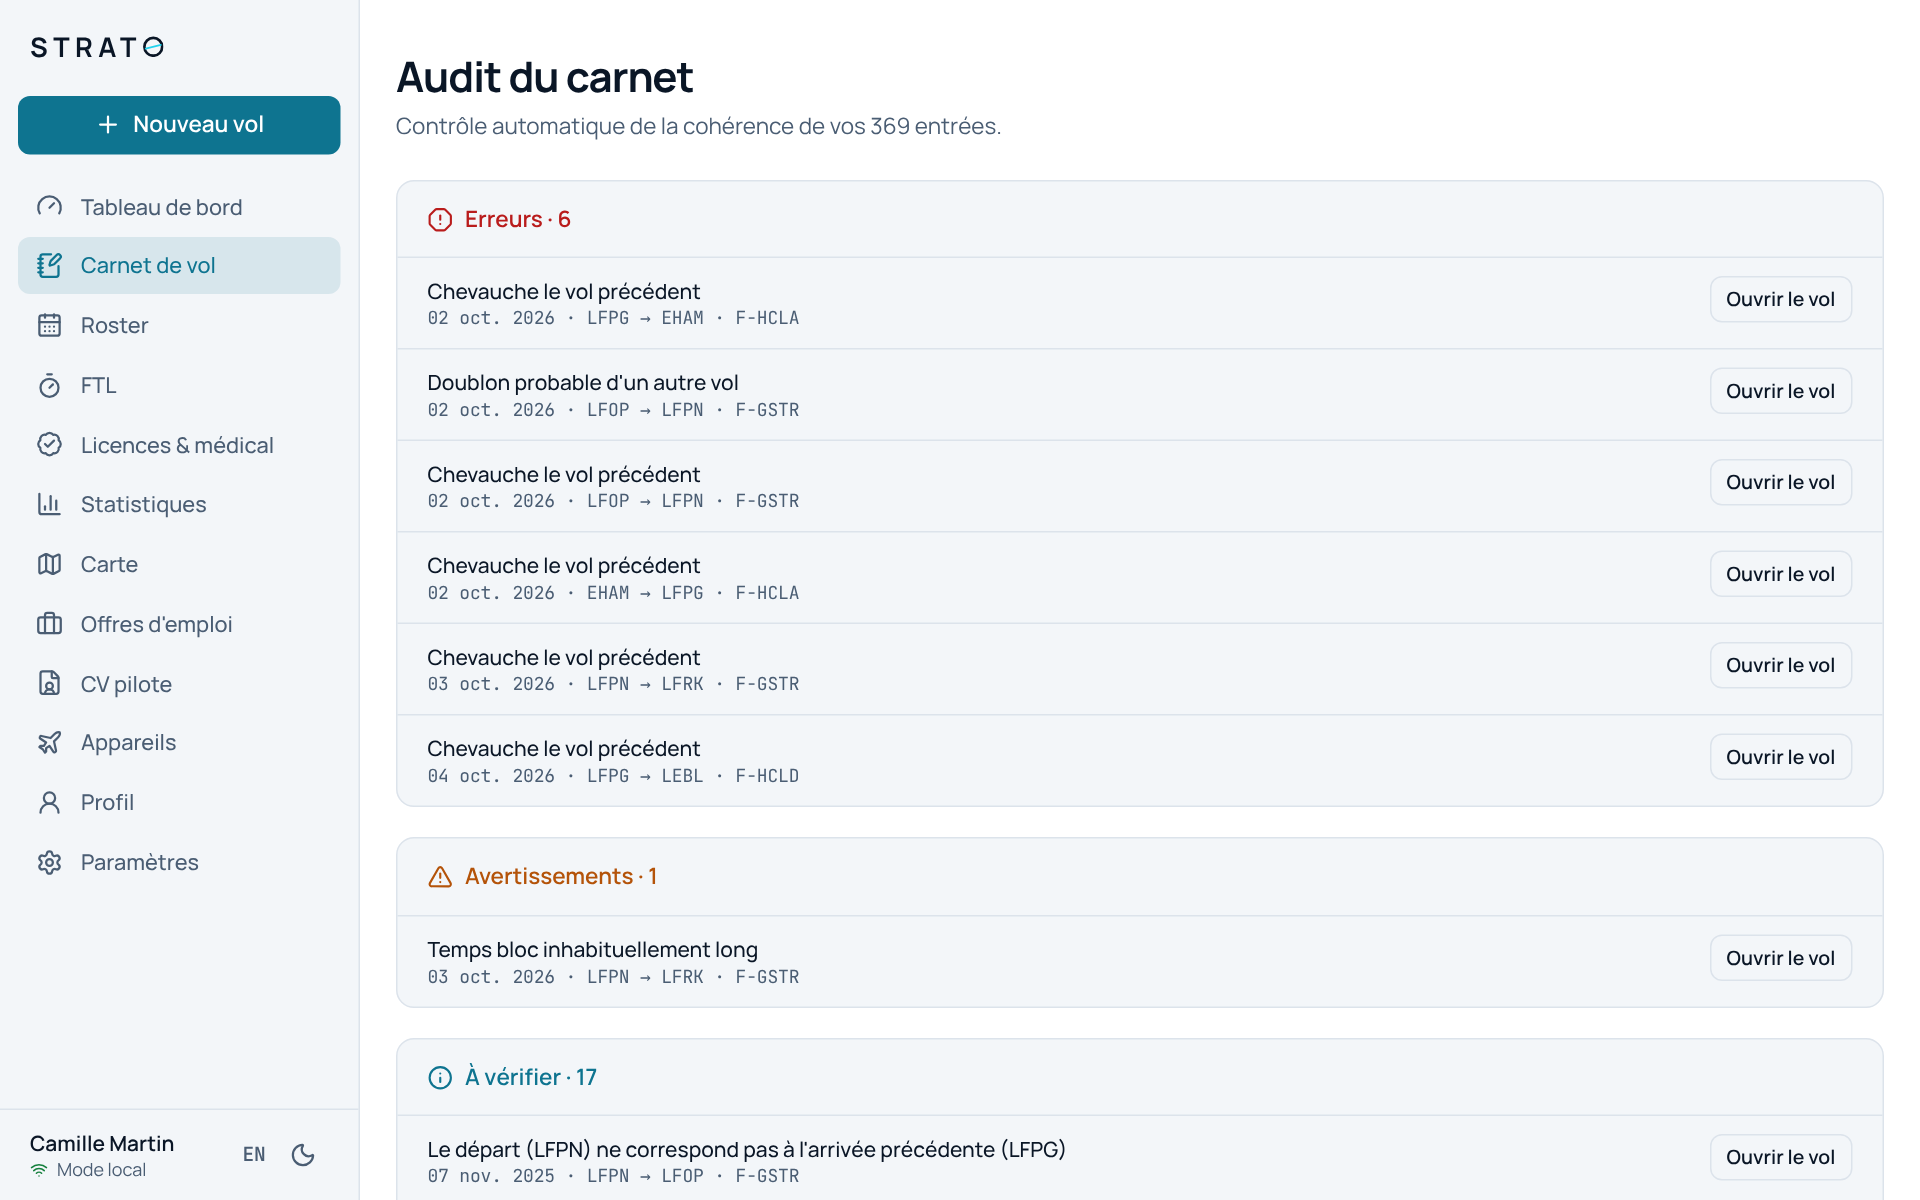 STRATO
Nouveau vol
Tableau de bord
Carnet de vol
Roster
FTL
Licences & médical
Statistiques
Carte
Offres d'emploi
CV pilote
Appareils
Profil
Paramètres
Camille Martin
Mode local
EN
Audit du carnet
Contrôle automatique de la cohérence de vos 369 entrées.
Erreurs · 6
Chevauche le vol précédent
02 oct. 2026 · LFPG → EHAM · F-HCLA
Ouvrir le vol
Doublon probable d'un autre vol
02 oct. 2026 · LFOP → LFPN · F-GSTR
Ouvrir le vol
Chevauche le vol précédent
02 oct. 2026 · LFOP → LFPN · F-GSTR
Ouvrir le vol
Chevauche le vol précédent
02 oct. 2026 · EHAM → LFPG · F-HCLA
Ouvrir le vol
Chevauche le vol précédent
03 oct. 2026 · LFPN → LFRK · F-GSTR
Ouvrir le vol
Chevauche le vol précédent
04 oct. 2026 · LFPG → LEBL · F-HCLD
Ouvrir le vol
Avertissements · 1
Temps bloc inhabituellement long
03 oct. 2026 · LFPN → LFRK · F-GSTR
Ouvrir le vol
À vérifier · 17
Le départ (LFPN) ne correspond pas à l'arrivée précédente (LFPG)
07 nov. 2025 · LFPN → LFOP · F-GSTR
Ouvrir le vol